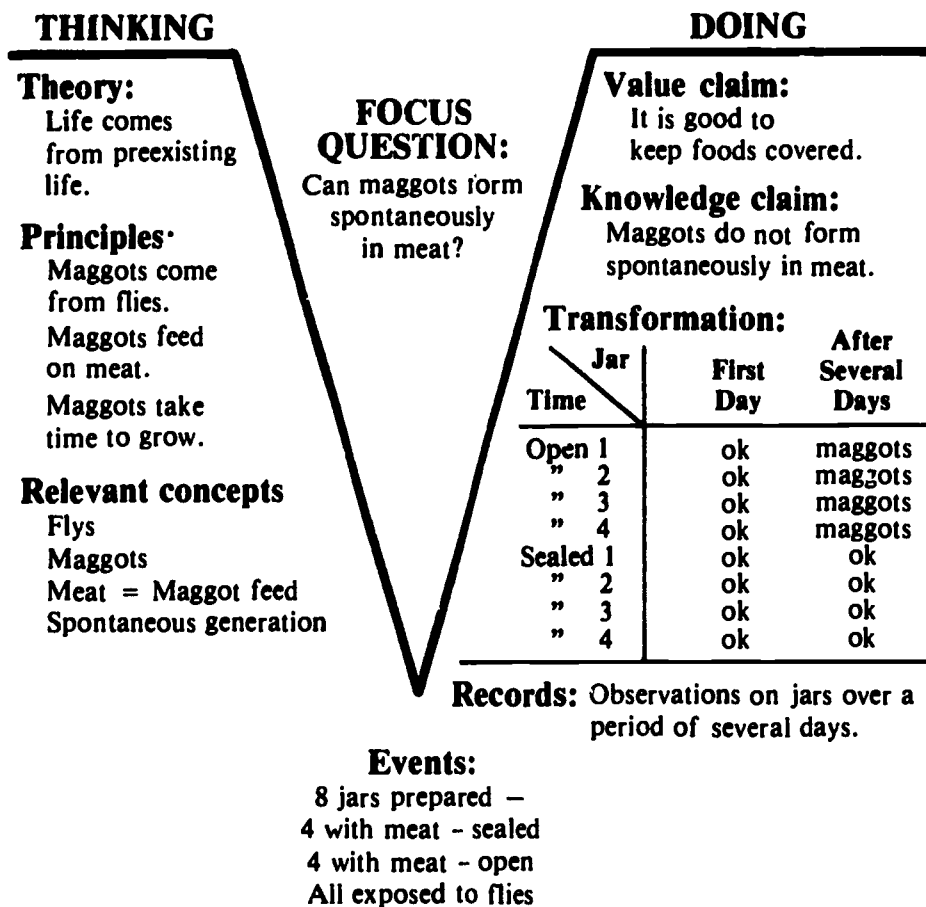 THINKING
Theory:
Life comes
from preexisting
life.
Principles·
Maggots come
from flies.
Maggots feed
on meat.
Maggots take
time to grow.
Relevant concepts
Flys
Maggots
Meat = Maggot feed
Spontaneous generation
FOCUS
QUESTION:
Can maggots form
spontaneously
in meat?
DOING
Value claim:
It is good to
keep foods covered.
Knowledge claim:
Maggots do not form
spontaneously in meat.
Transformation:
Jar
Time
First
Day
After
Several
Days
Open 1 ok maggots
" 2 ok maggots
" 3 ok maggots
" 4 ok maggots
Sealed 1 ok ok
" 2 ok ok
" 3 ok ok
" 4 ok ok
Records: Observations on jars over a
period of several days.
Events:
8 jars prepared –
4 with meat - sealed
4 with meat - open
All exposed to flies